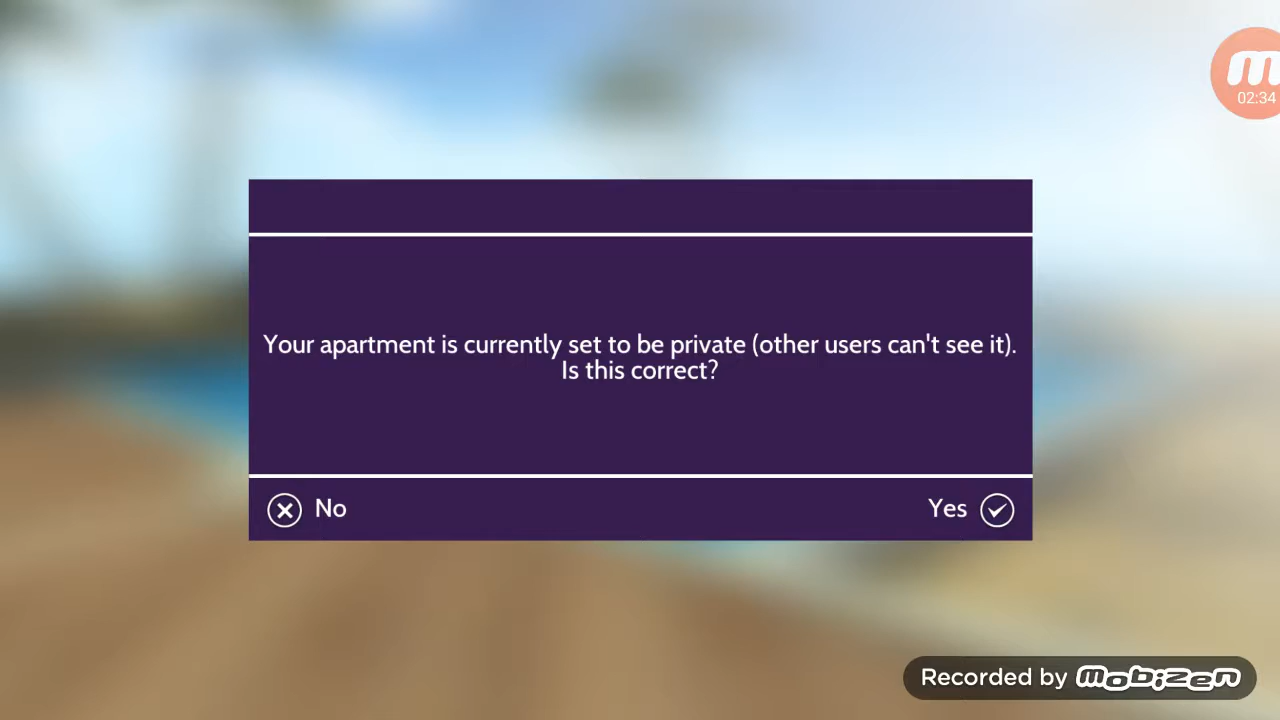 M
02:34
Your apartment is currently set to be private (other users can't see it).
Is this correct?
No
Yes
Recorded by mobizen